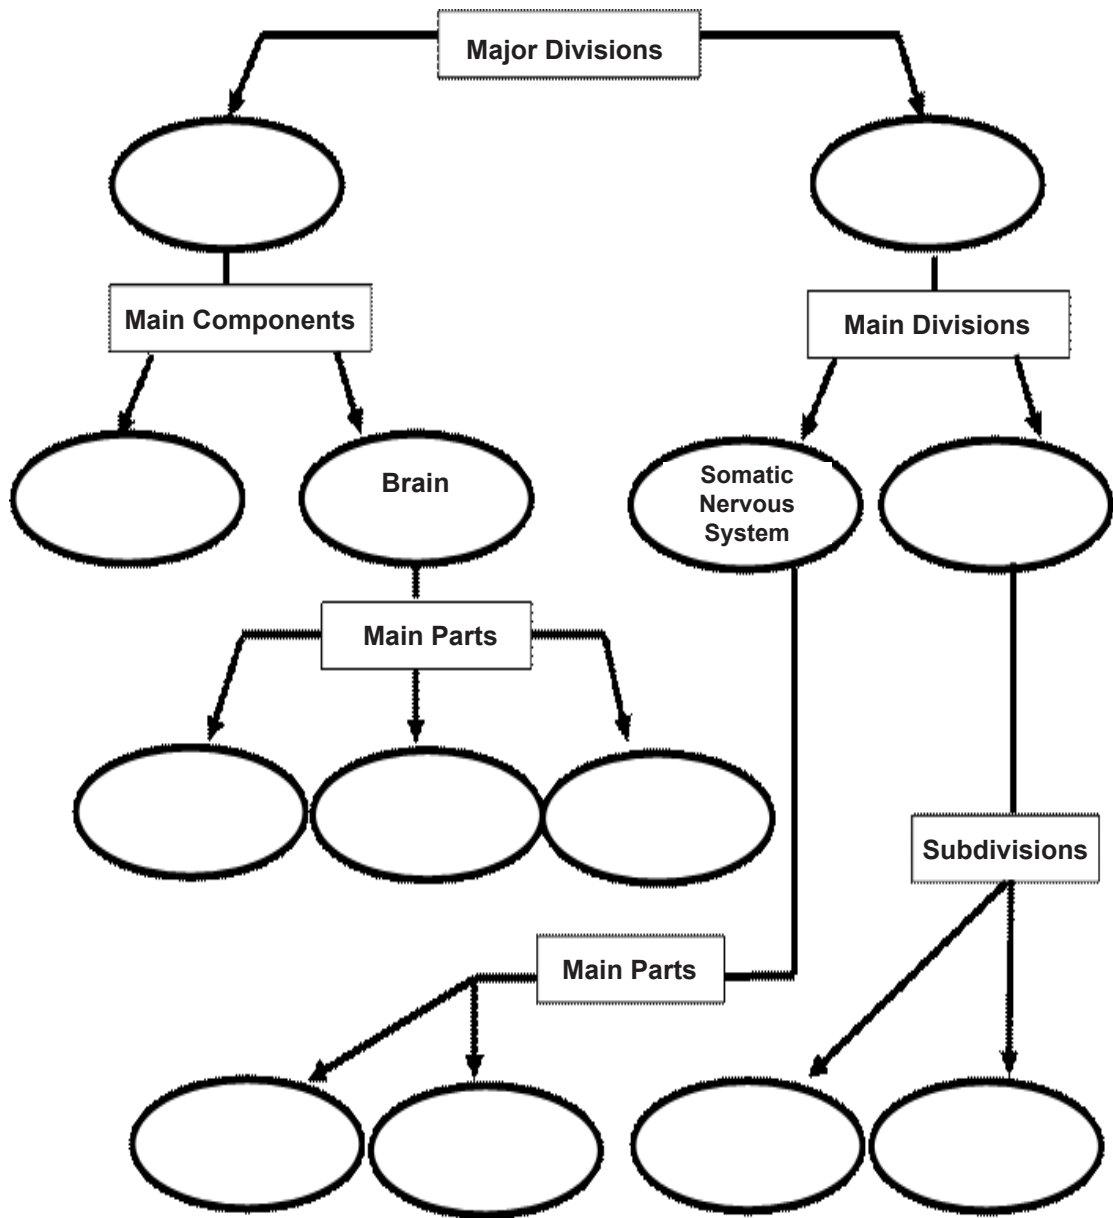 Major Divisions
Main Components
Main Divisions
Brain
Somatic
Nervous
System
Main Parts
Subdivisions
Main Parts